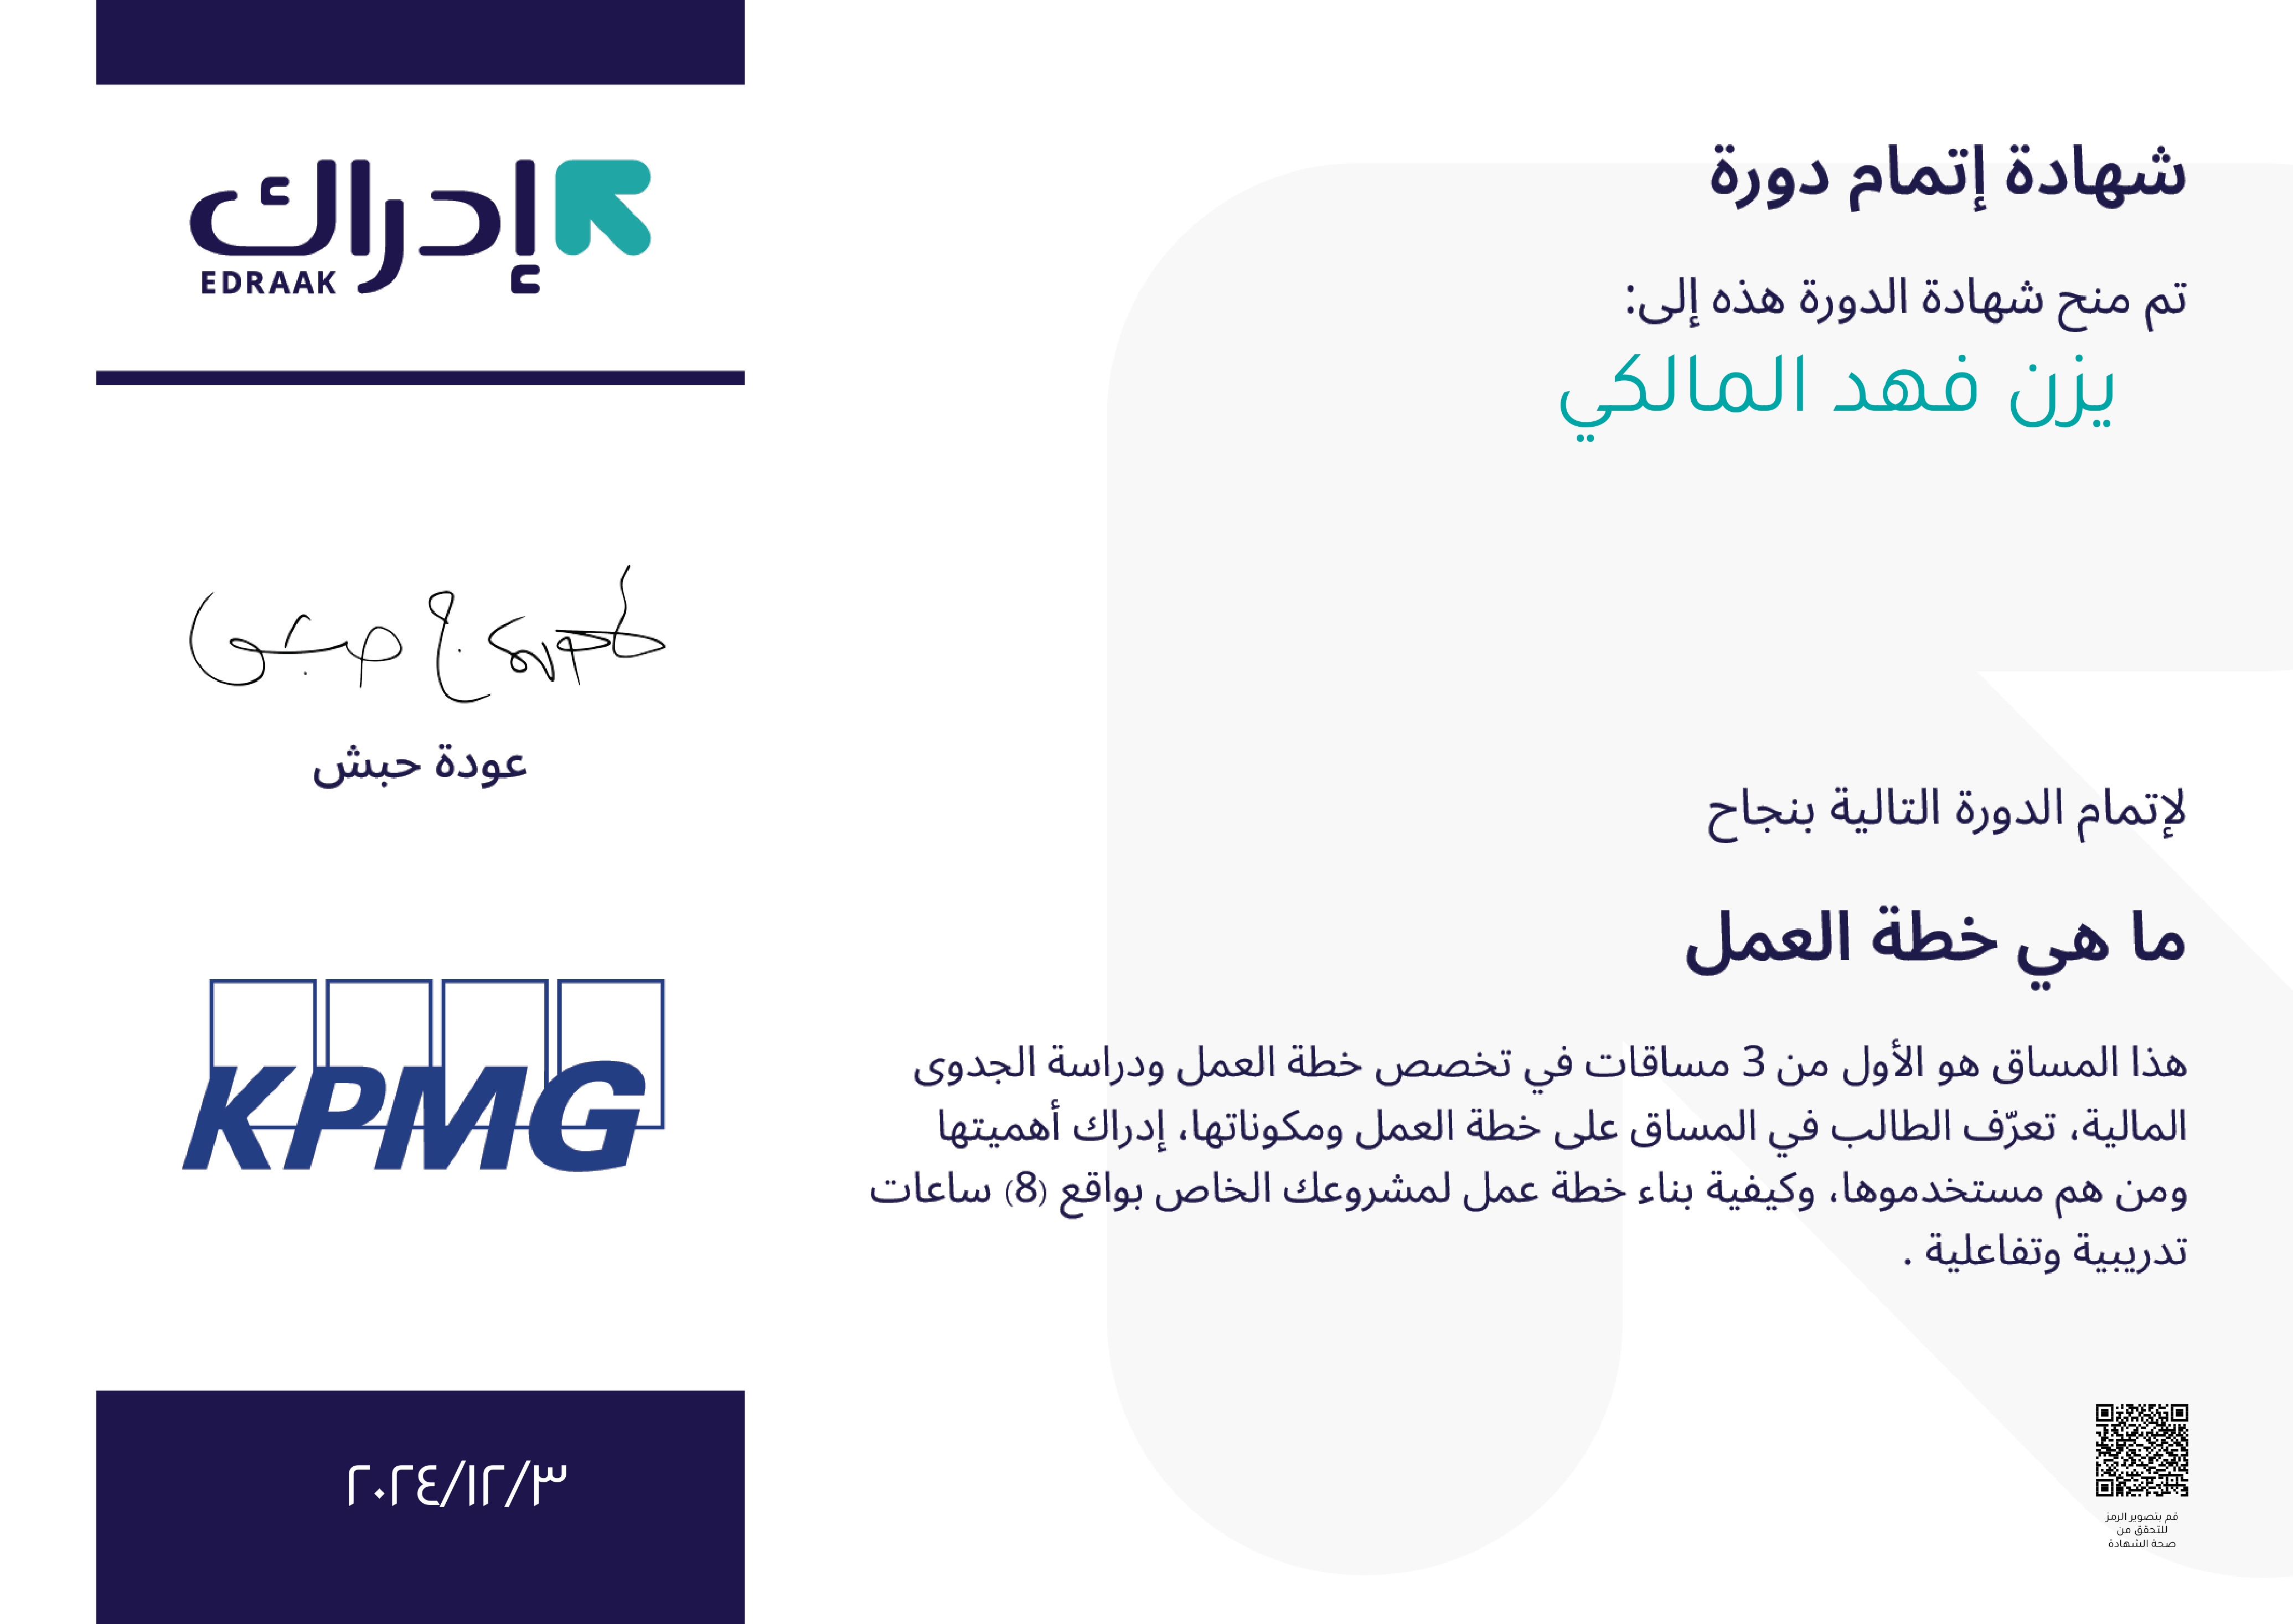 شهادة إتمام دورة
تم منح شهادة الدورة هذه إلى:
يزن فهد المالكي
لإتمام الدورة التالية بنجاح
ما هي خطة العمل
هذا المساق هو الأول من 3 مساقات في تخصص خطة العمل ودراسة الجدوى
المالية، تعرّف الطالب في المساق على خطة العمل ومكوناتها، إدراك أهميتها
ومن هم مستخدموها، وكيفية بناء خطة عمل لمشروعك الخاص بواقع (8) ساعات
تدريبية وتفاعلية .
قم بتصوير الرمز
للتحقق من
صحة الشهادة
إدراك
EDRAAK
عودة حبش
KPMG
٢٠٢٤/١٢/٣